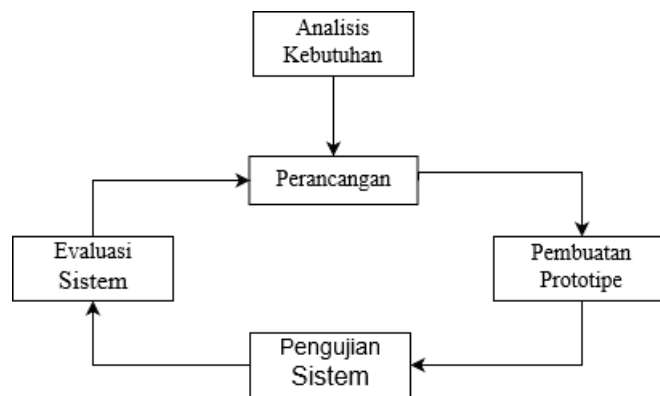 Analisis
Kebutuhan
Perancangan
Evaluasi
Sistem
Pembuatan
Prototipe
Pengujian
Sistem